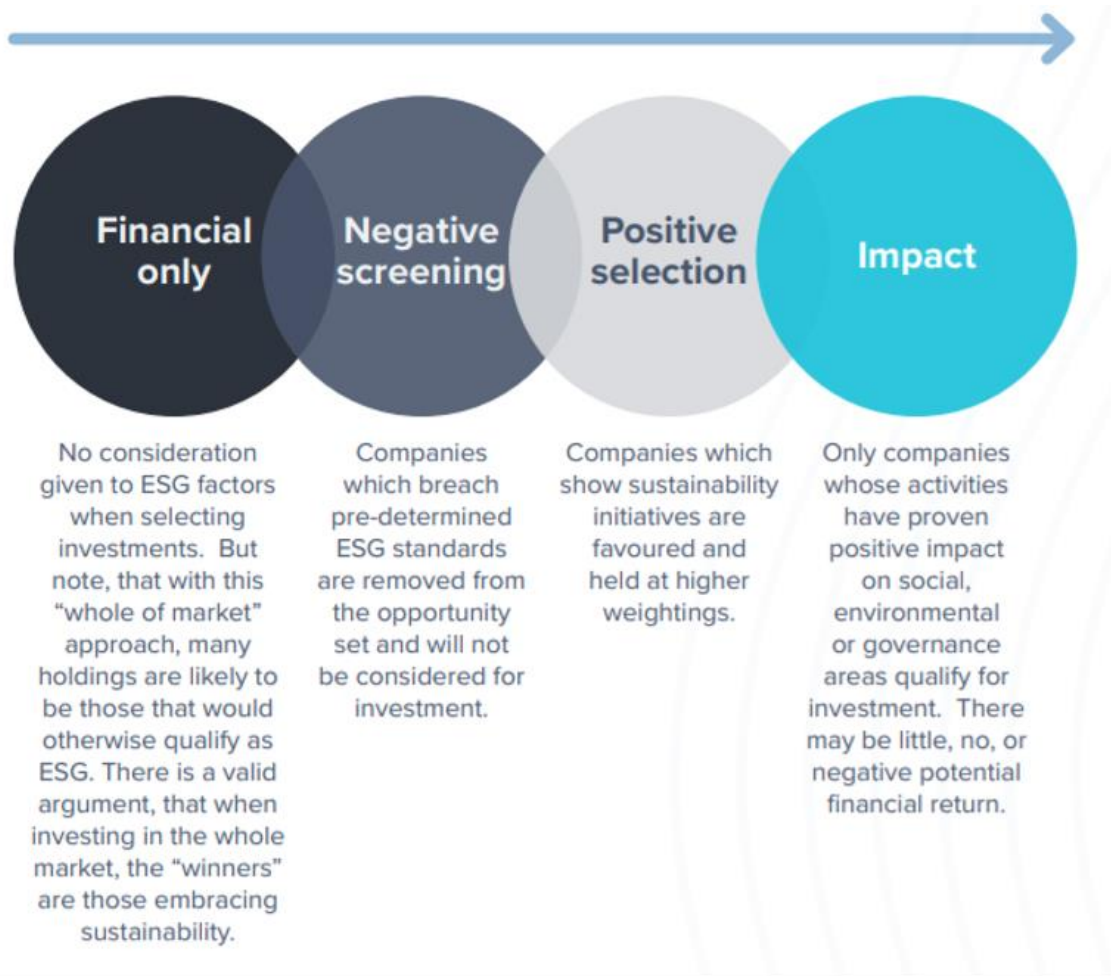 Financial
only
Negative
screening
Positive
selection
Impact
No consideration
given to ESG factors
when selecting
investments.  But
note, that with this
“whole of market”
approach, many
holdings are likely to
be those that would
otherwise qualify as
ESG. There is a valid
argument, that when
investing in the whole
market, the “winners”
are those embracing
sustainability.
Companies
which breach
pre-determined
ESG standards
are removed from
the opportunity
set and will not
be considered for
investment.
Companies which
show sustainability
initiatives are
favoured and
held at higher
weightings.
Only companies
whose activities
have proven
positive impact
on social,
environmental
or governance
areas qualify for
investment.  There
may be little, no, or
negative potential
financial return.